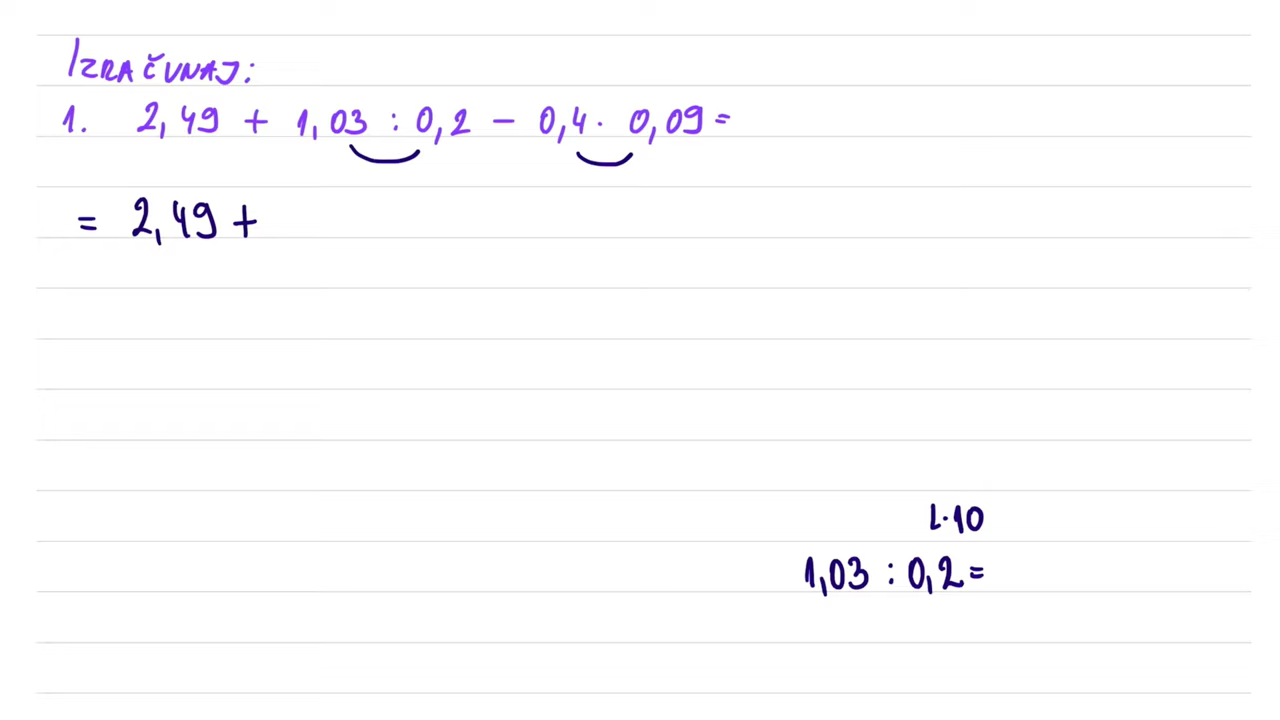 IZRAČUNAJ:
1. 2,49 + 1,03 : 0,2 - 0,4 · 0,09 =
= 2,49 +
|·10
1,03 : 0,2 =